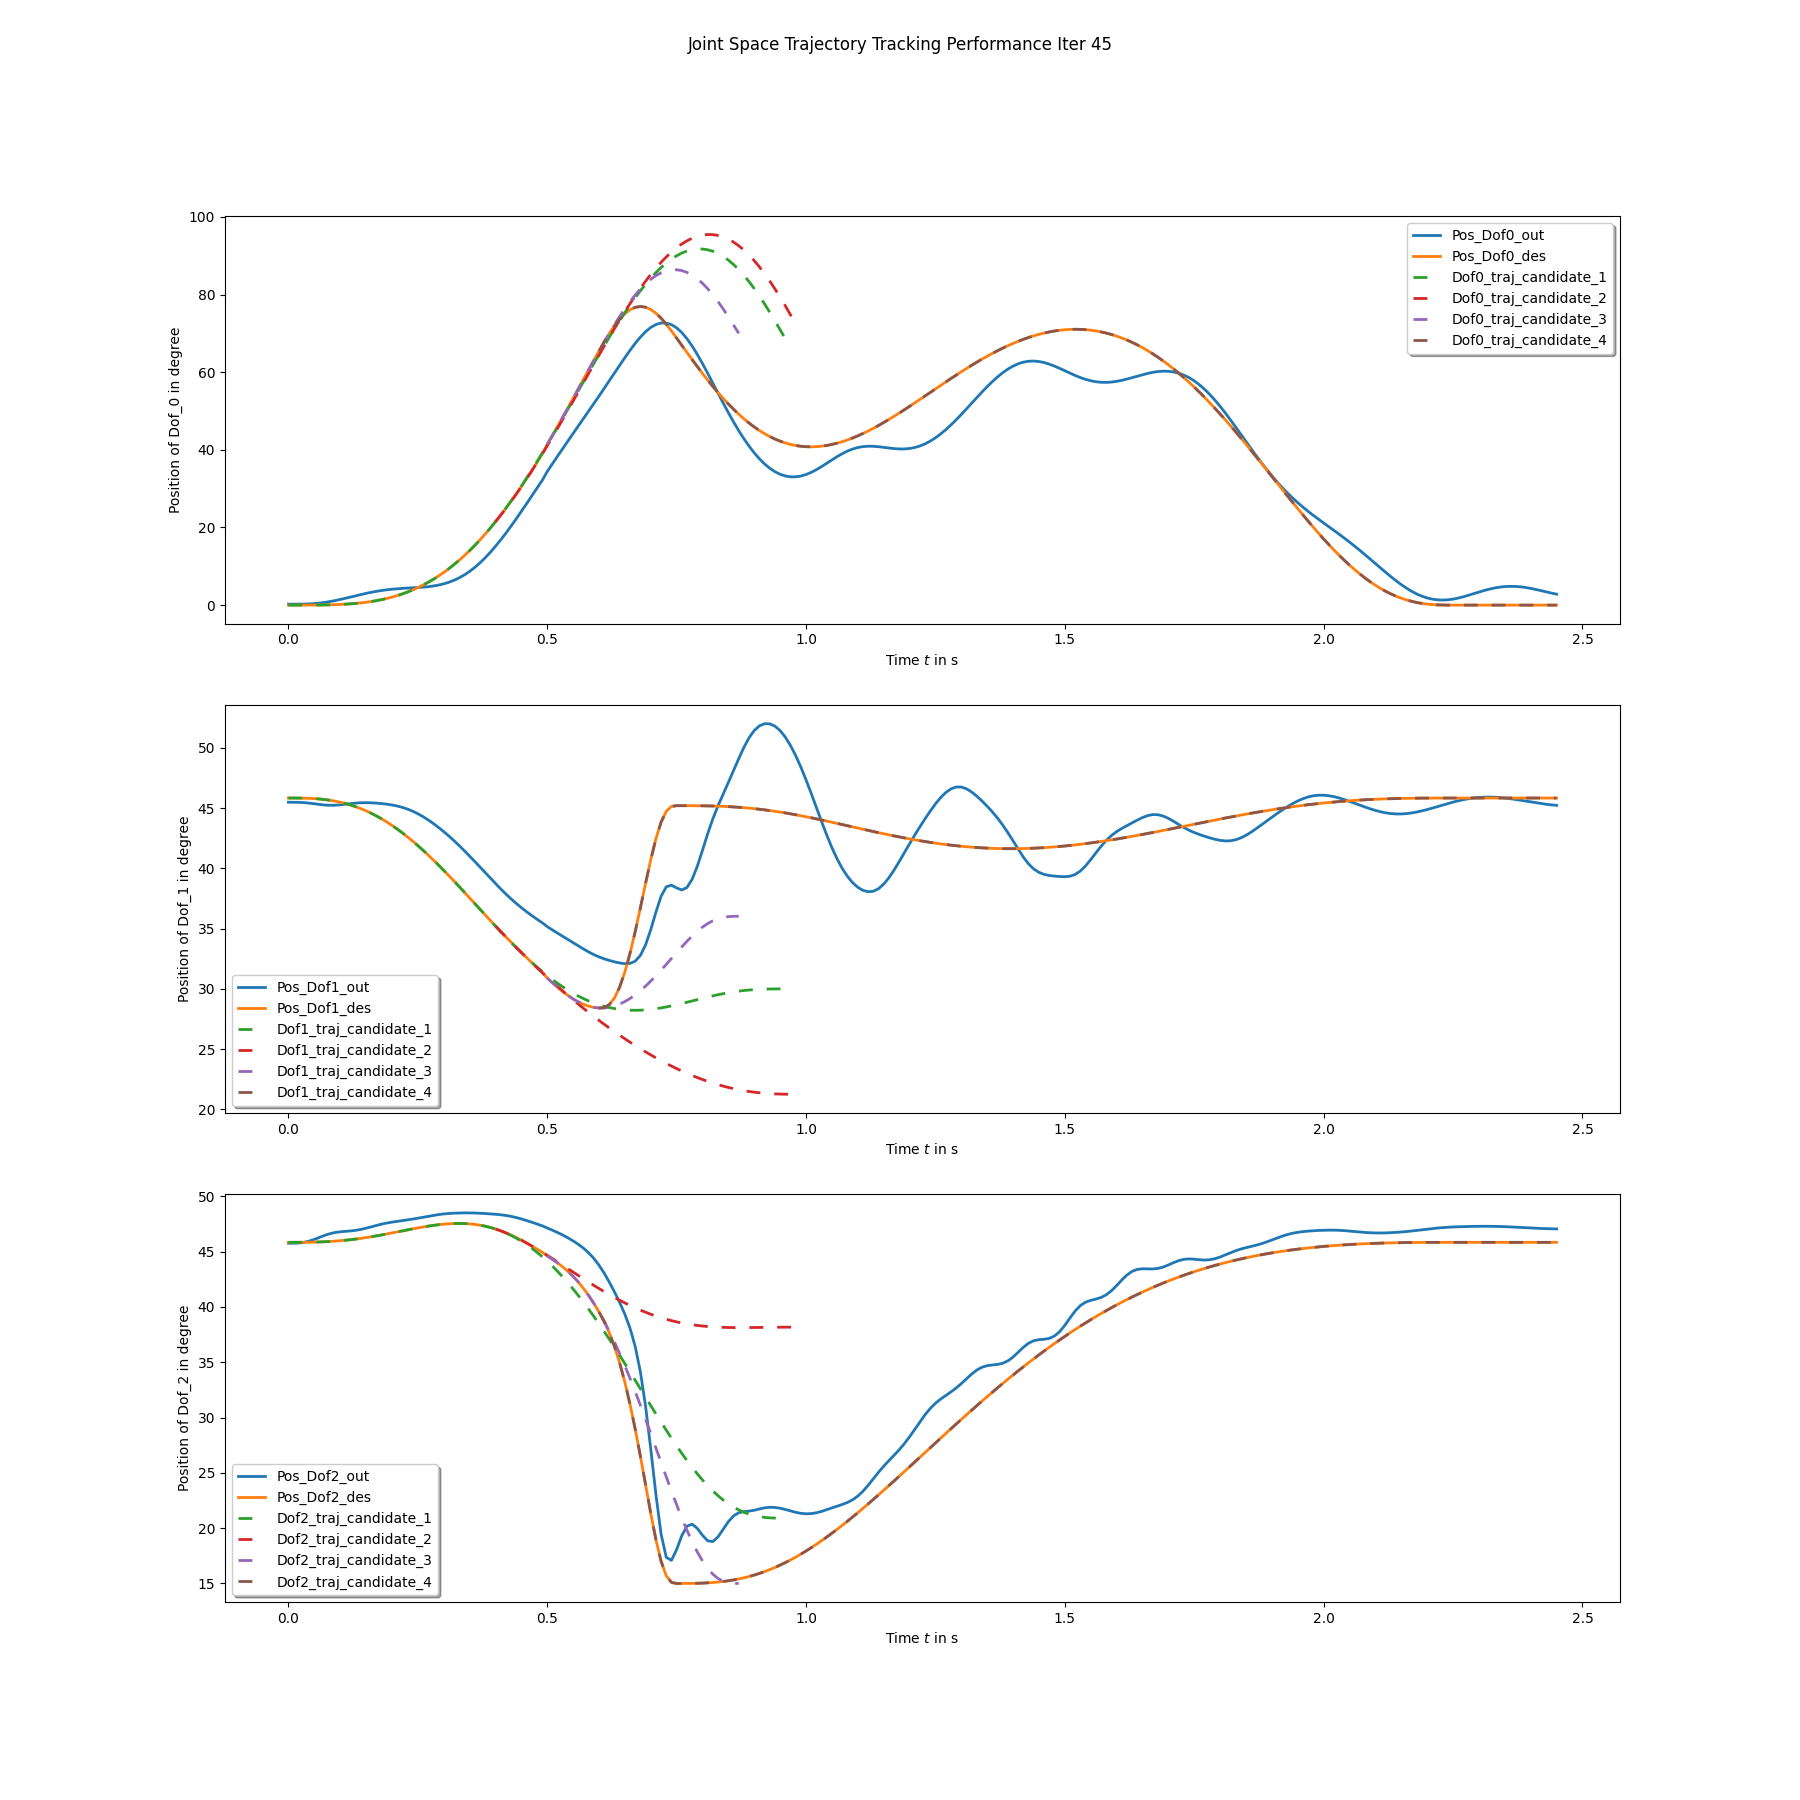 Joint Space Trajectory Tracking Performance Iter 45
100
80
60
40
20
0
Position of Dof_0 in degree
Pos_Dof0_out
Pos_Dof0_des
Dof0_traj_candidate_1
Dof0_traj_candidate_2
Dof0_traj_candidate_3
Dof0_traj_candidate_4
0.0 0.5 1.0 1.5 2.0 2.5
Time t in s
50
45
40
35
30
25
20
Position of Dof_1 in degree
Pos_Dof1_out
Pos_Dof1_des
Dof1_traj_candidate_1
Dof1_traj_candidate_2
Dof1_traj_candidate_3
Dof1_traj_candidate_4
0.0 0.5 1.0 1.5 2.0 2.5
Time t in s
50
45
40
35
30
25
20
15
Position of Dof_2 in degree
Pos_Dof2_out
Pos_Dof2_des
Dof2_traj_candidate_1
Dof2_traj_candidate_2
Dof2_traj_candidate_3
Dof2_traj_candidate_4
0.0 0.5 1.0 1.5 2.0 2.5
Time t in s